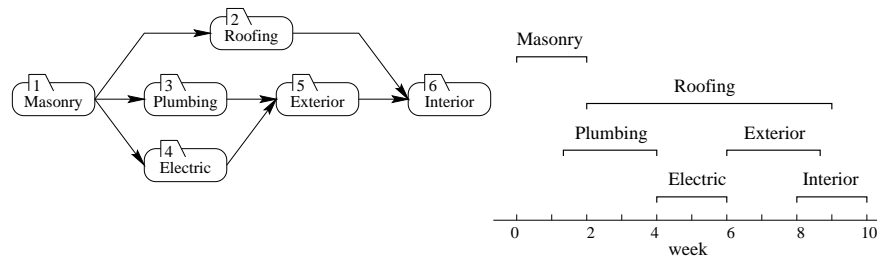 2
Roofing
1
Masonry
3
Plumbing
5
Exterior
6
Interior
4
Electric
Masonry
Roofing
Plumbing Exterior
Electric Interior
0 2 4 6 8 10
week